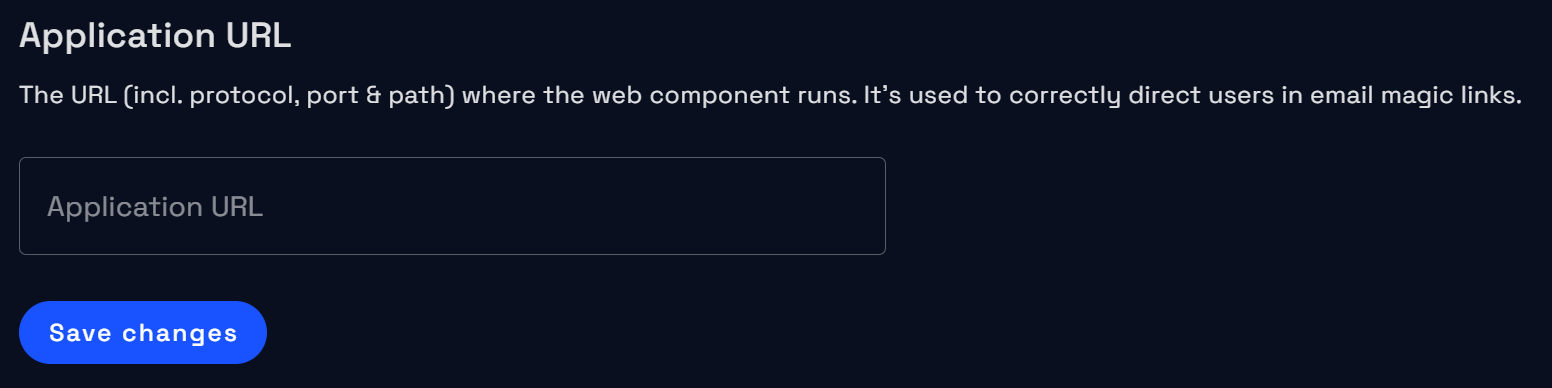 Application URL
The URL (incl. protocol, port & path) where the web component runs. It’s used to correctly direct users in email magic links.
Application URL
Save changes